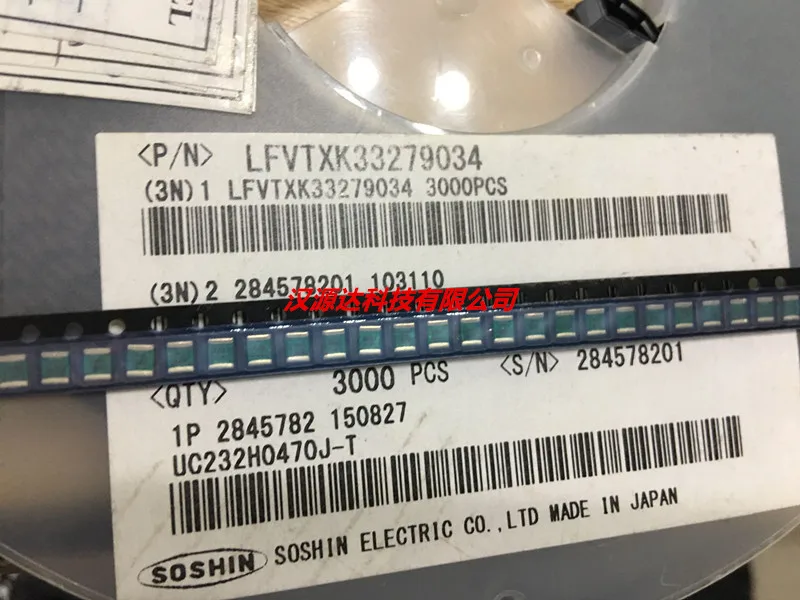 <P/N> LFVTXK33279034
(3N)1 LFVTXK33279034 3000PCS
(3N)2 284578201 103110
汉源达科技有限公司
<QTY> 3000 PCS <S/N> 284578201
1P 2845782 150827
UC232H0470J-T
SOSHIN SOSHIN ELECTRIC CO.,LTD MADE IN JAPAN